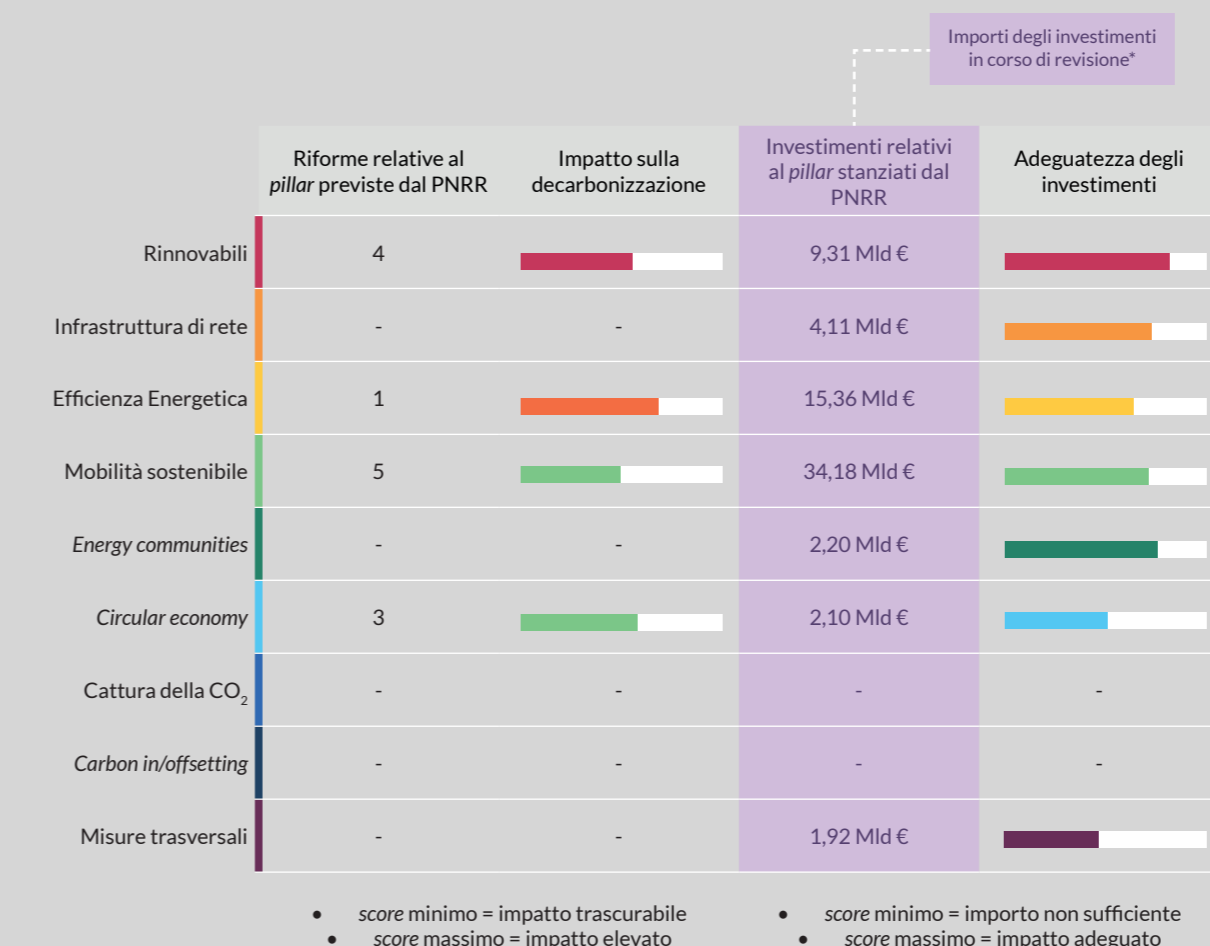 Importi degli investimenti
in corso di revisione*
Riforme relative al
pillar previste dal PNRR
Impatto sulla
decarbonizzazione
Investimenti relativi
al pillar stanziati dal
PNRR
Adeguatezza degli
investimenti
Rinnovabili 4 9,31 Mld €
Infrastruttura di rete - - 4,11 Mld €
Efficienza Energetica 1 15,36 Mld €
Mobilità sostenibile 5 34,18 Mld €
Energy communities - - 2,20 Mld €
Circular economy 3 2,10 Mld €
Cattura della CO₂ - - - -
Carbon in/offsetting - - - -
Misure trasversali - - 1,92 Mld €
• score minimo = impatto trascurabile
• score massimo = impatto elevato
• score minimo = importo non sufficiente
• score massimo = impatto adeguato